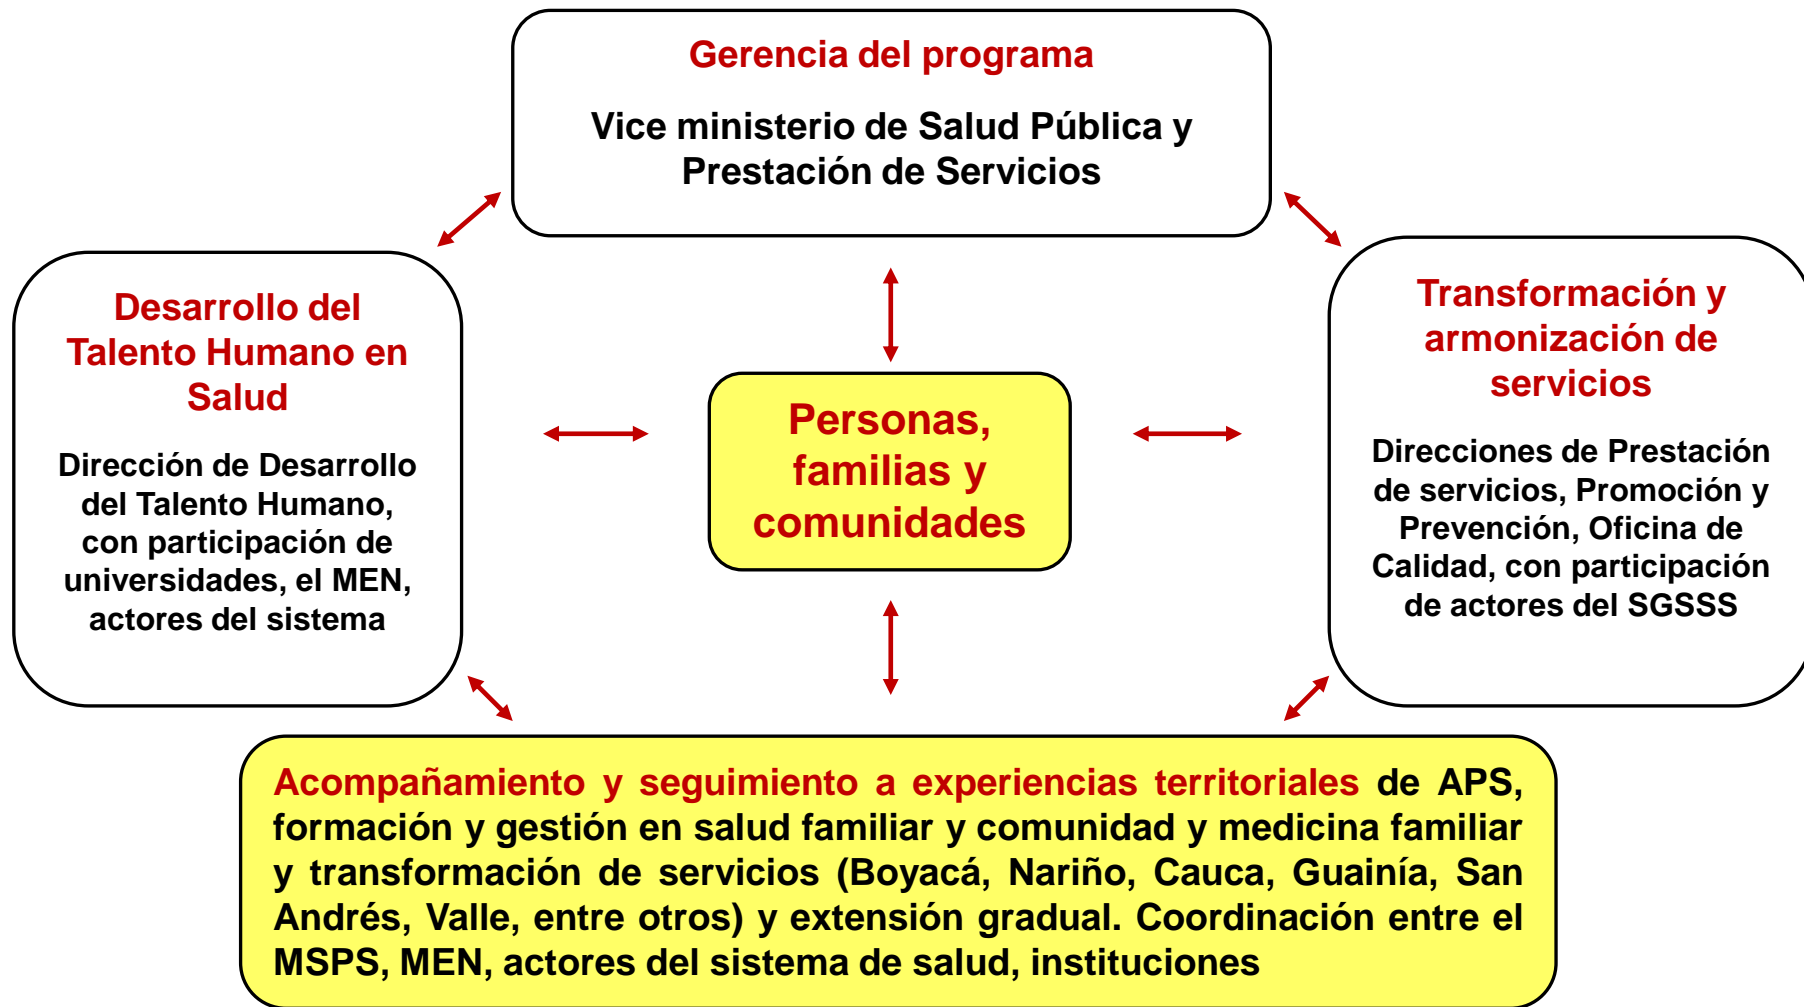 Gerencia del programa
Vice ministerio de Salud Pública y
Prestación de Servicios
Desarrollo del
Talento Humano en
Salud
Dirección de Desarrollo
del Talento Humano,
con participación de
universidades, el MEN,
actores del sistema
Personas,
familias y
comunidades
Transformación y
armonización de
servicios
Direcciones de Prestación
de servicios, Promoción y
Prevención, Oficina de
Calidad, con participación
de actores del SGSSS
Acompañamiento y seguimiento a experiencias territoriales de APS,
formación y gestión en salud familiar y comunidad y medicina familiar
y transformación de servicios (Boyacá, Nariño, Cauca, Guainía, San
Andrés, Valle, entre otros) y extensión gradual. Coordinación entre el
MSPS, MEN, actores del sistema de salud, instituciones